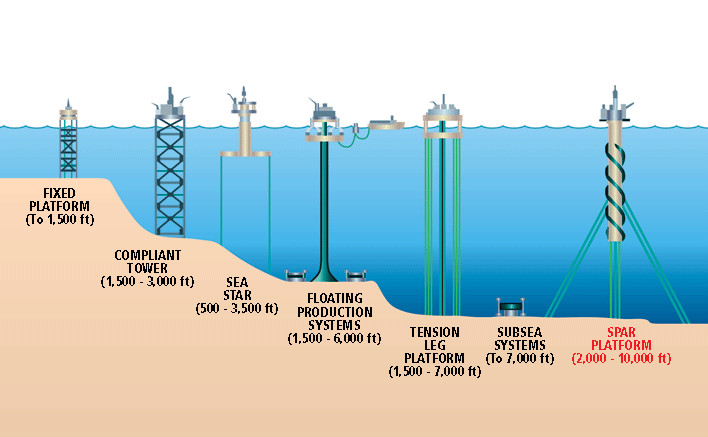 FIXED
PLATFORM
(To 1,500 ft)
COMPLIANT
TOWER
(1,500 - 3,000 ft)
SEA
STAR
(500 - 3,500 ft)
FLOATING
PRODUCTION
SYSTEMS
(1,500 - 6,000 ft)
TENSION
LEG
PLATFORM
(1,500 - 7,000 ft)
SUBSEA
SYSTEMS
(To 7,000 ft)
SPAR
PLATFORM
(2,000 - 10,000 ft)